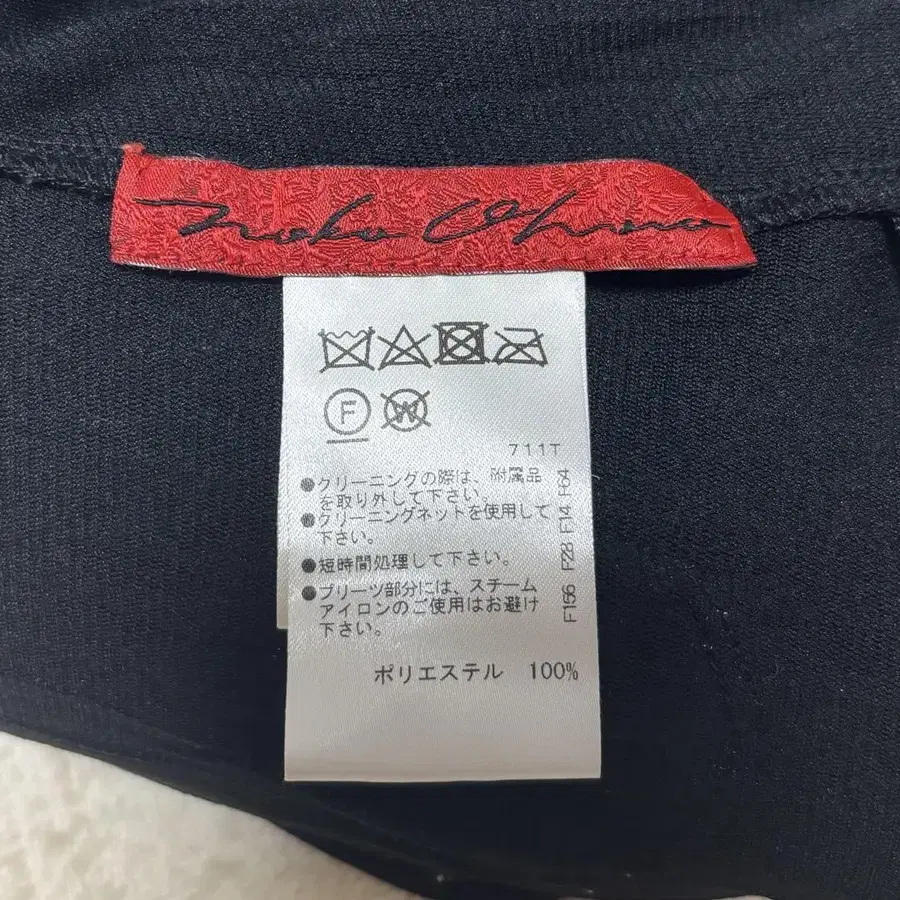 Noko Ohno
F
W
711T
●クリーニングの際は、附属品
を取り外して下さい。
●クリーニングネットを使用して
下さい。
●短時間処理して下さい。
●プリーツ部分には、スチーム
アイロンのご使用はお避け
下さい。
F156 F28 F14 F64
ポリエステル 100%